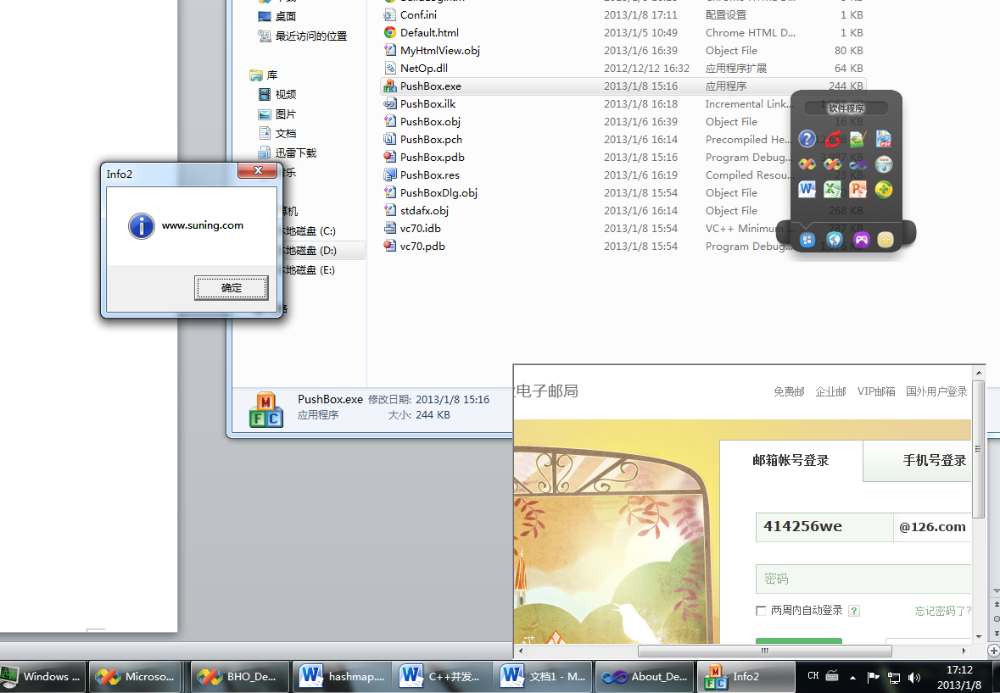 桌面
最近访问的位置
库
视频
图片
文档
迅雷下载
本地磁盘 (C:)
本地磁盘 (D:)
本地磁盘 (E:)
Conf.ini 2013/1/8 17:11 配置设置 1 KB
Default.html 2013/1/5 10:49 Chrome HTML D... 1 KB
MyHtmlView.obj 2013/1/6 16:39 Object File 80 KB
NetOp.dll 2012/12/12 16:32 应用程序扩展 64 KB
PushBox.exe 2013/1/8 15:16 应用程序 244 KB
PushBox.ilk 2013/1/8 16:18 Incremental Link...
PushBox.obj 2013/1/6 16:39 Object File 16 KB
PushBox.pch 2013/1/6 16:14 Precompiled He...
PushBox.pdb 2013/1/8 15:16 Program Debug...
PushBox.res 2013/1/6 16:19 Compiled Resou...
PushBoxDlg.obj 2013/1/8 15:54 Object File
stdafx.obj 2013/1/6 16:14 Object File 268 KB
vc70.idb 2013/1/8 15:54 VC++ Minimum 787 KB
vc70.pdb 2013/1/8 15:54 Program Debug...
软件程序
Info2
www.suning.com
确定
PushBox.exe 修改日期: 2013/1/8 15:16
应用程序 大小: 244 KB
电子邮局
免费邮 企业邮 VIP邮箱 国外用户登录
邮箱帐号登录 手机号登录
414256we @126.com
密码
两周内自动登录 ? 忘记密码了?
Windows ...
Microso...
BHO_De...
hashmap....
C++并发...
文档1 - M...
About_De...
Info2
CH
17:12
2013/1/8